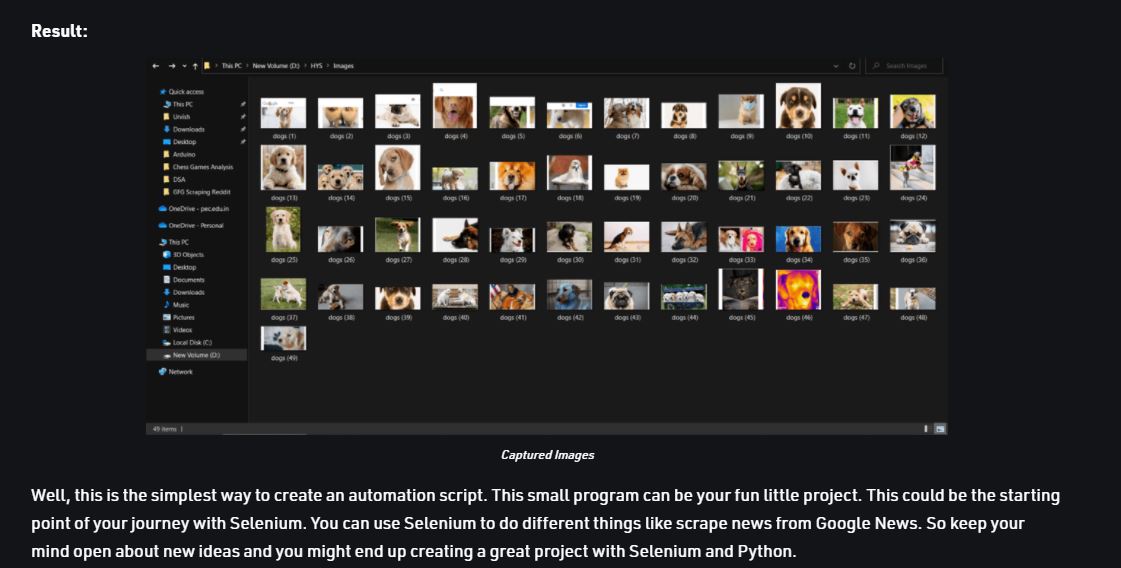 Result:
This PC > New Volume (D:) > HYS > Images
Search Images
Quick access
This PC
Urvish
Downloads
Desktop
Arduino
Chess Games Analysis
DSA
GFG Scraping Reddit
OneDrive - pec.edu.in
OneDrive - Personal
This PC
3D Objects
Desktop
Documents
Downloads
Music
Pictures
Videos
Local Disk (C:)
New Volume (D:)
Network
dogs (1) dogs (2) dogs (3) dogs (4) dogs (5) dogs (6) dogs (7) dogs (8) dogs (9) dogs (10) dogs (11) dogs (12)
dogs (13) dogs (14) dogs (15) dogs (16) dogs (17) dogs (18) dogs (19) dogs (20) dogs (21) dogs (22) dogs (23) dogs (24)
dogs (25) dogs (26) dogs (27) dogs (28) dogs (29) dogs (30) dogs (31) dogs (32) dogs (33) dogs (34) dogs (35) dogs (36)
dogs (37) dogs (38) dogs (39) dogs (40) dogs (41) dogs (42) dogs (43) dogs (44) dogs (45) dogs (46) dogs (47) dogs (48)
dogs (49)
49 items
Captured Images
Well, this is the simplest way to create an automation script. This small program can be your fun little project. This could be the starting
point of your journey with Selenium. You can use Selenium to do different things like scrape news from Google News. So keep your
mind open about new ideas and you might end up creating a great project with Selenium and Python.